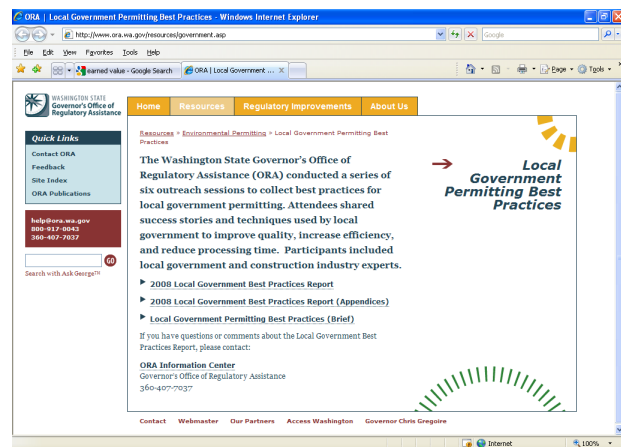 ORA | Local Government Permitting Best Practices - Windows Internet Explorer
http://www.ora.wa.gov/resources/government.asp
Google
File Edit View Favorites Tools Help
earned value - Google Search
ORA | Local Government ...
Page Tools
WASHINGTON STATE
Governor's Office of
Regulatory Assistance
Home Resources Regulatory Improvements About Us
Quick Links
Contact ORA
Feedback
Site Index
ORA Publications
help@ora.wa.gov
800-917-0043
360-407-7037
GO
Search with Ask George™
Resources > Environmental Permitting > Local Government Permitting Best
Practices
The Washington State Governor's Office of
Regulatory Assistance (ORA) conducted a series of
six outreach sessions to collect best practices for
local government permitting. Attendees shared
success stories and techniques used by local
government to improve quality, increase efficiency,
and reduce processing time. Participants included
local government and construction industry experts.
2008 Local Government Best Practices Report
2008 Local Government Best Practices Report (Appendices)
Local Government Permitting Best Practices (Brief)
If you have questions or comments about the Local Government Best
Practices Report, please contact:
ORA Information Center
Governor's Office of Regulatory Assistance
360-407-7037
Local
Government
Permitting Best
Practices
Contact Webmaster Our Partners Access Washington Governor Chris Gregoire
Internet
100%